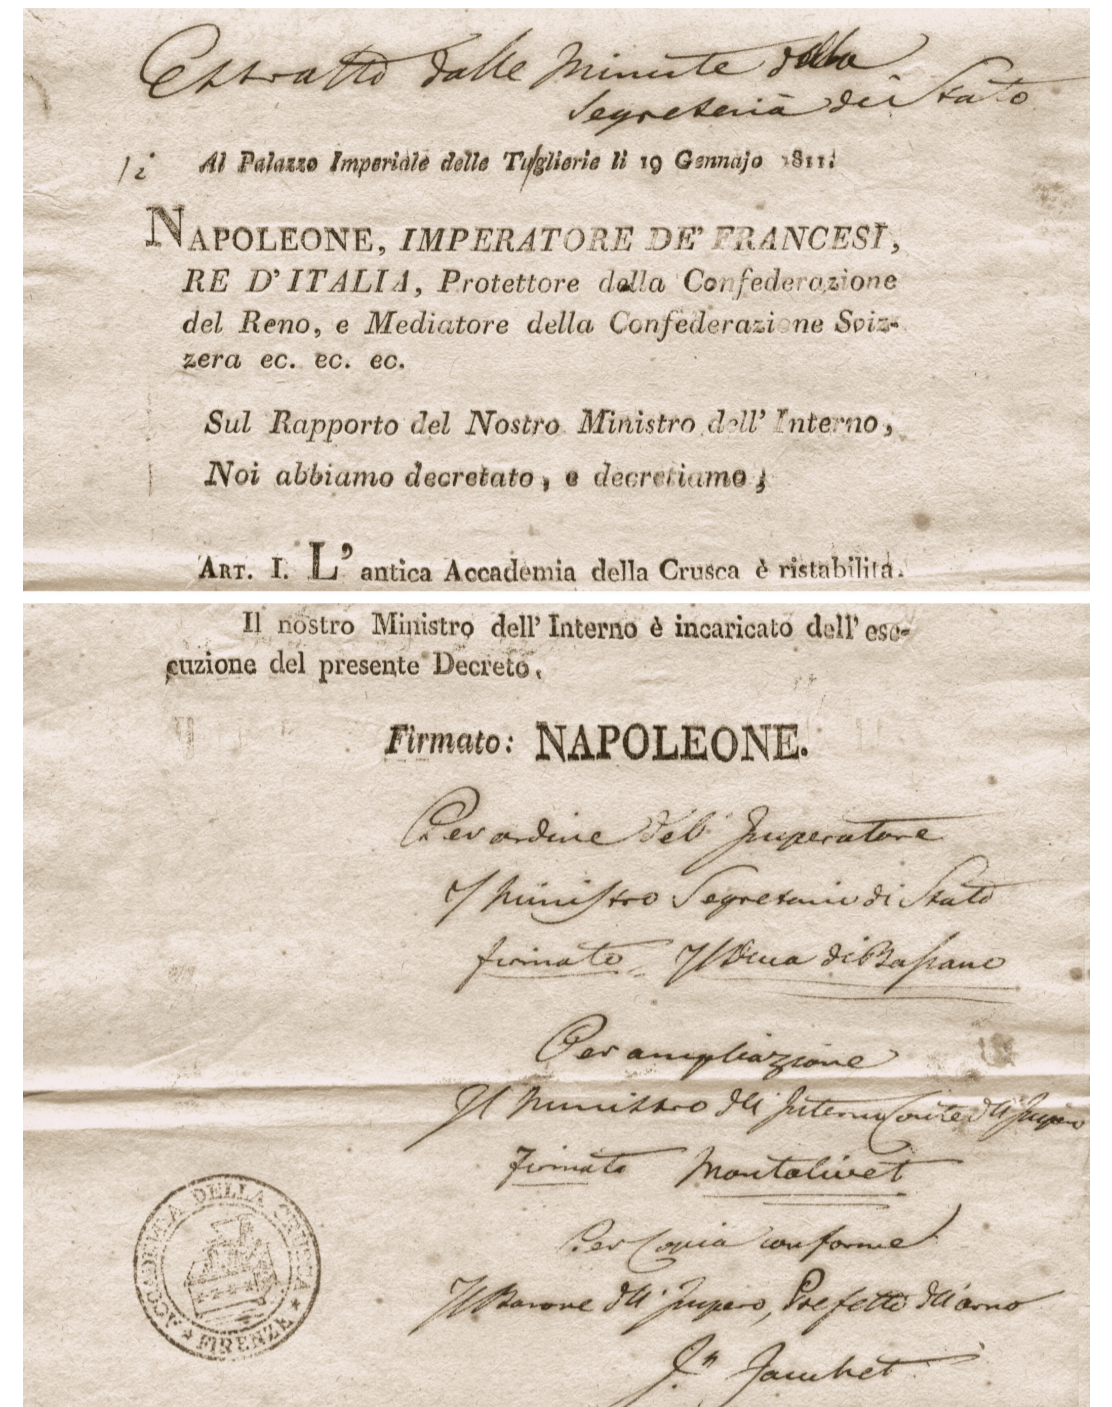 Estratto dalle Minute della
Segreteria di Stato
/i Al Palazzo Imperiale delle Tuglierie li 19 Gennajo 1811:
NAPOLEONE, IMPERATORE DE' FRANCESI,
RE D'ITALIA, Protettore della Confederazione
del Reno, e Mediatore della Confederazione Sviz-
zera ec. ec. ec.
Sul Rapporto del Nostro Ministro dell' Interno,
Noi abbiamo decretato, e decretiamo;
ART. I. L'antica Accademia della Crusca è ristabilita.
Il nostro Ministro dell' Interno è incaricato dell' ese-
cuzione del presente Decreto.
Firmato: NAPOLEONE.
Per ordine dell' Imperatore
Il Ministro Segretario di Stato
firmato Il Duca di Bassano
Per ampliazione
Il Ministro dell' Interno Conte dell' Impero
Firmato Montalivet
Per Copia conforme
Il Barone dell' Impero, Prefetto dell' arno
ACCADEMIA DELLA CRUSCA
FIRENZE